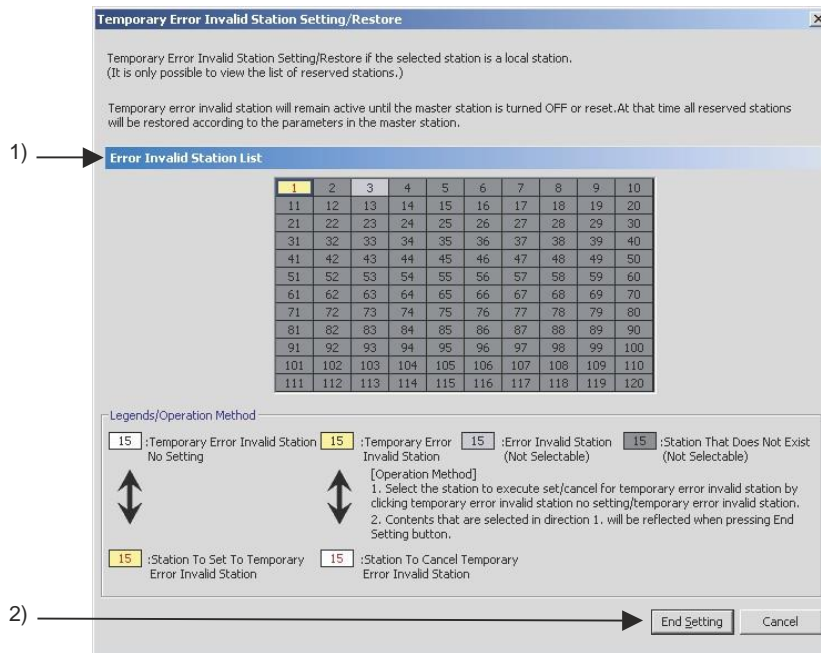 Temporary Error Invalid Station Setting/Restore
Temporary Error Invalid Station Setting/Restore if the selected station is a local station.
(It is only possible to view the list of reserved stations.)
Temporary error invalid station will remain active until the master station is turned OFF or reset.At that time all reserved stations
will be restored according to the parameters in the master station.
1)
Error Invalid Station List
1 2 3 4 5 6 7 8 9 10
11 12 13 14 15 16 17 18 19 20
21 22 23 24 25 26 27 28 29 30
31 32 33 34 35 36 37 38 39 40
41 42 43 44 45 46 47 48 49 50
51 52 53 54 55 56 57 58 59 60
61 62 63 64 65 66 67 68 69 70
71 72 73 74 75 76 77 78 79 80
81 82 83 84 85 86 87 88 89 90
91 92 93 94 95 96 97 98 99 100
101 102 103 104 105 106 107 108 109 110
111 112 113 114 115 116 117 118 119 120
Legends/Operation Method
15 :Temporary Error Invalid Station 15 :Temporary Error 15 :Error Invalid Station 15 :Station That Does Not Exist
No Setting Invalid Station (Not Selectable) (Not Selectable)
[Operation Method]
1. Select the station to execute set/cancel for temporary error invalid station by
clicking temporary error invalid station no setting/temporary error invalid station.
2. Contents that are selected in direction 1. will be reflected when pressing End
Setting button.
15 :Station To Set To Temporary 15 :Station To Cancel Temporary
Error Invalid Station Error Invalid Station
2)
End Setting Cancel